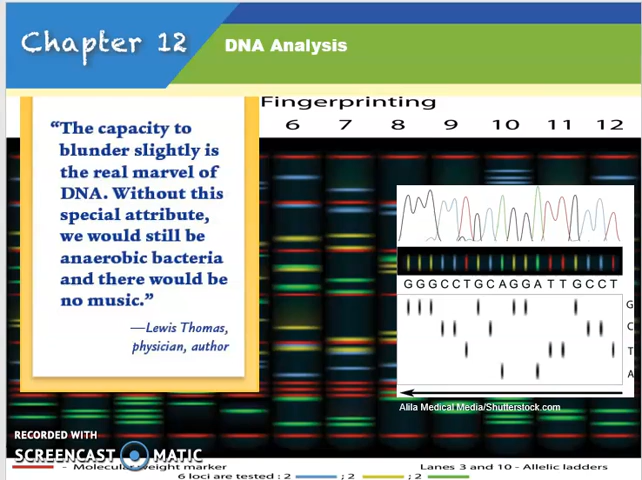 Chapter 12
DNA Analysis
Fingerprinting
6 7 8 9 10 11 12
“The capacity to
blunder slightly is
the real marvel of
DNA. Without this
special attribute,
we would still be
anaerobic bacteria
and there would be
no music.”
—Lewis Thomas,
physician, author
GGGCCTGCAGGATTGCCT
G
C
T
A
Alila Medical Media/Shutterstock.com
RECORDED WITH
SCREENCAST MATIC
- Molecular weight marker
Lanes 3 and 10 - Allelic ladders
6 loci are tested : 2 ; 2 ; 2